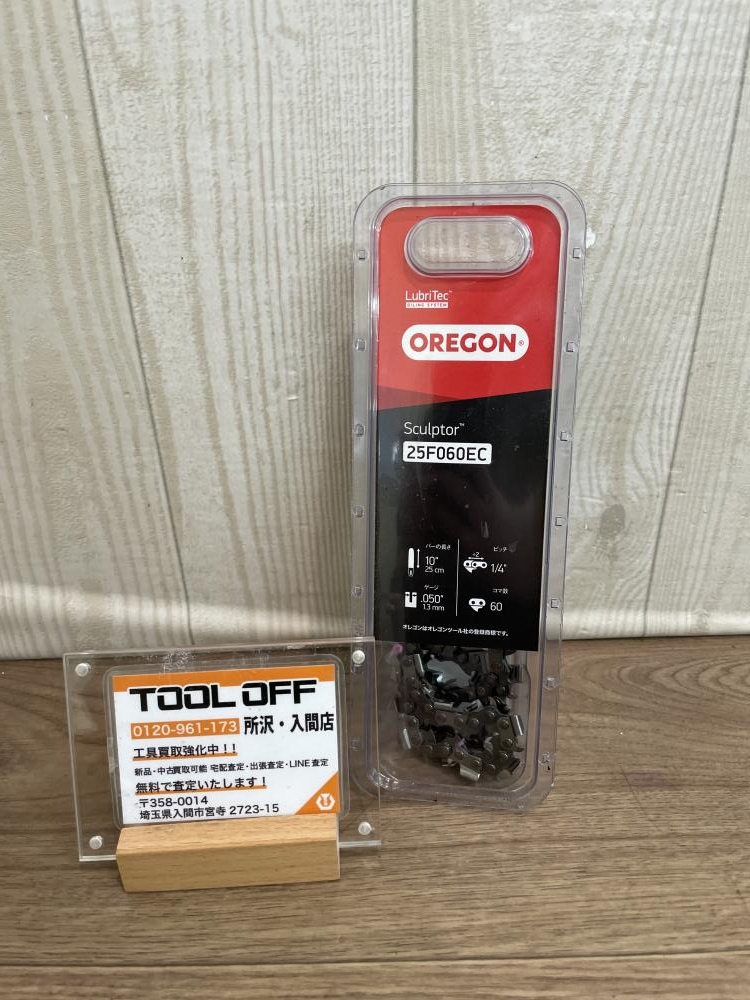 LubriTec™
OILING SYSTEM
OREGON®
Sculptor™
25F060EC
バーの長さ
10"
25 cm
÷2
ピッチ
1/4"
ゲージ
.050"
1.3 mm
コマ数
60
オレゴンはオレゴンツール社の登録商標です。
TOOL OFF
0120-961-173 所沢・入間店
工具買取強化中！！
新品・中古買取可能 宅配査定・出張査定・LINE査定
無料で査定いたします！
〒358-0014
埼玉県入間市宮寺 2723-15